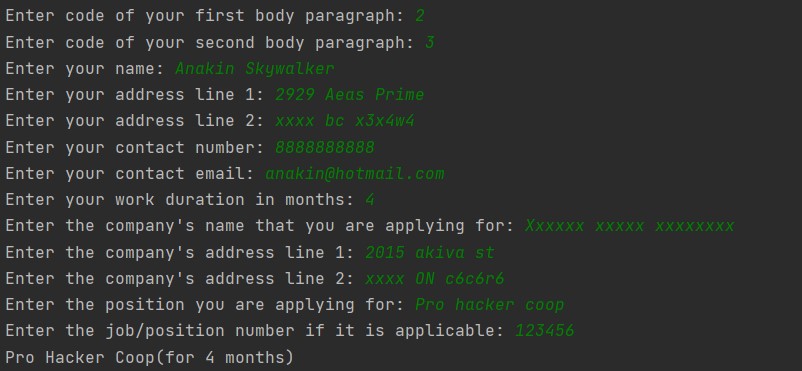 Enter code of your first body paragraph: 2
Enter code of your second body paragraph: 3
Enter your name: Anakin Skywalker
Enter your address line 1: 2929 Aeas Prime
Enter your address line 2: xxxx bc x3x4w4
Enter your contact number: 8888888888
Enter your contact email: anakin@hotmail.com
Enter your work duration in months: 4
Enter the company's name that you are applying for: Xxxxxx xxxxx xxxxxxxx
Enter the company's address line 1: 2015 akiva st
Enter the company's address line 2: xxxx ON c6c6r6
Enter the position you are applying for: Pro hacker coop
Enter the job/position number if it is applicable: 123456
Pro Hacker Coop(for 4 months)